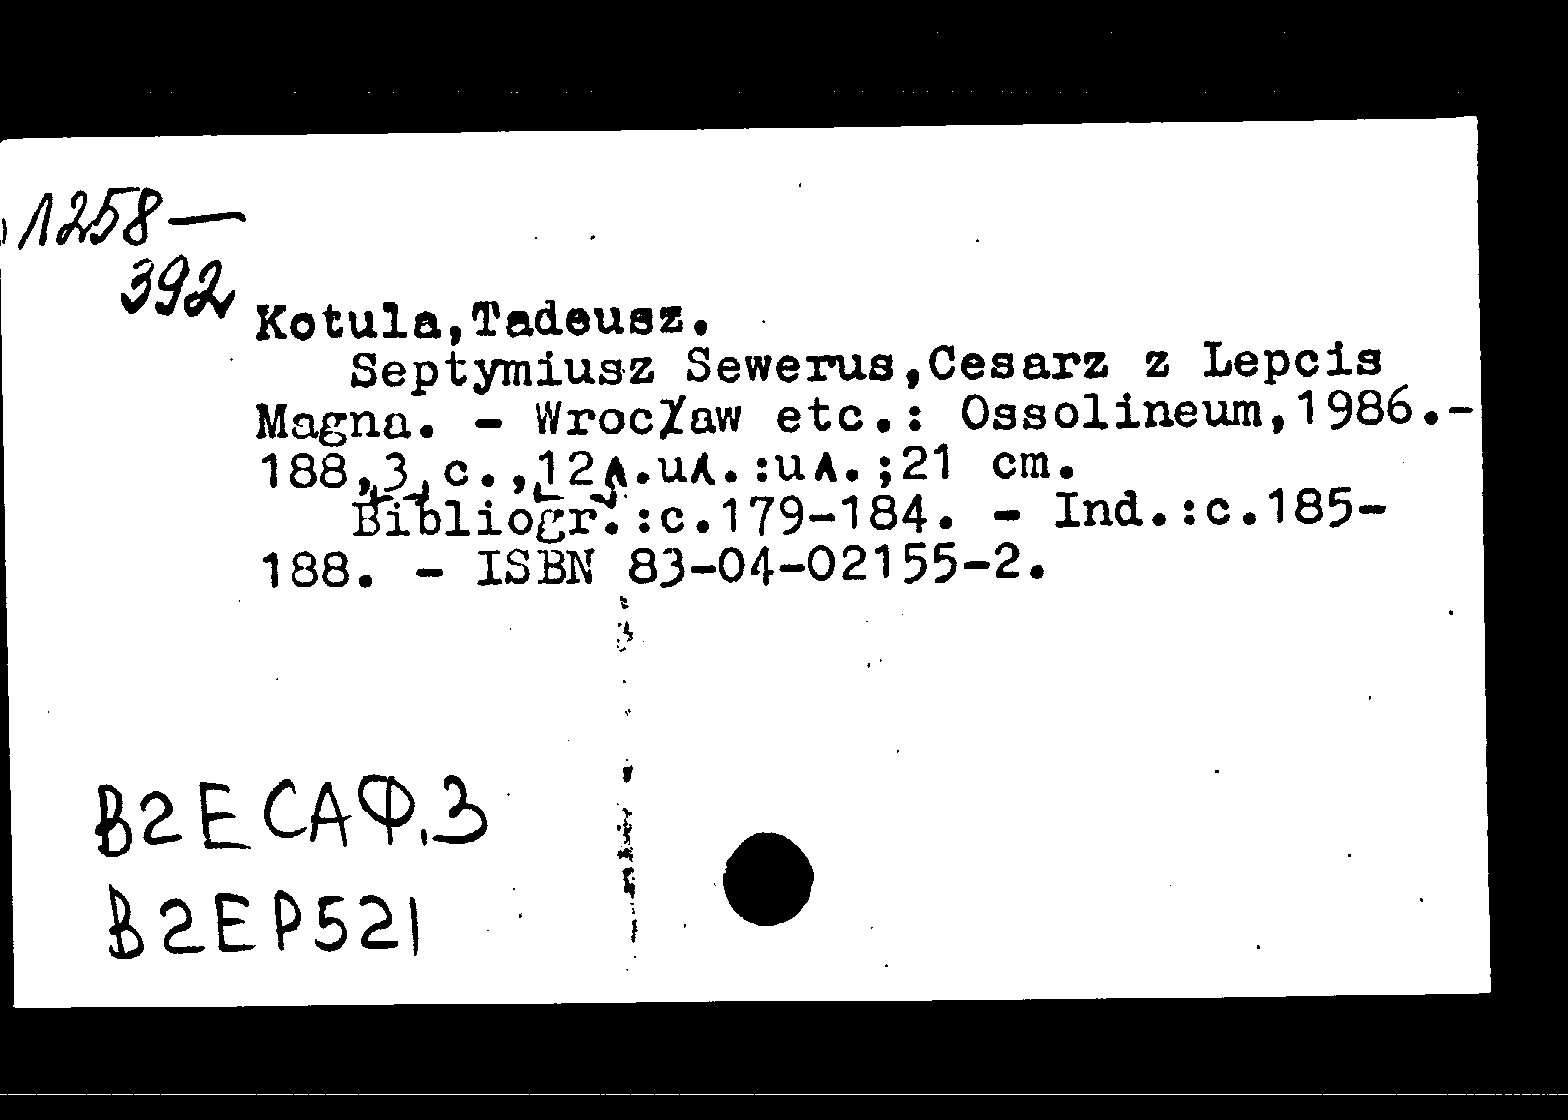 1258—
392
Kotula,Tadeusz.
Septymiusz Sewerus,Cesarz z Lepcis
Magna. - Wrocław etc.: Ossolineum,1986.-
188,[3]с.,[12]л.ил.:ил.;21 cm.
Bibliogr.:с.179-184. - Ind.:с.185-
188. - ISBN 83-04-02155-2.
В2ЕСАФ.3
В2ЕР521